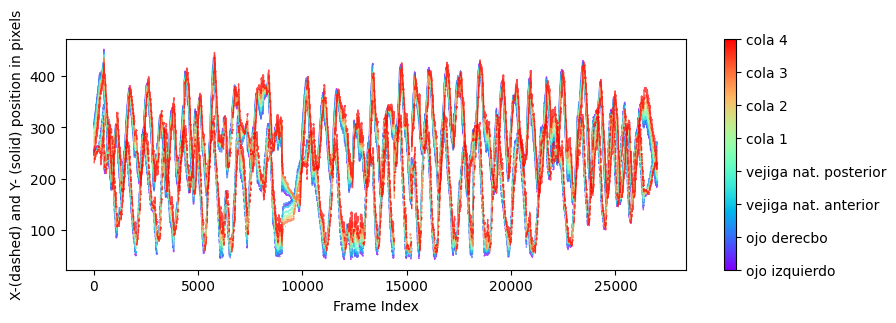 X-(dashed) and Y- (solid) position in pixels
400
300
200
100
0
5000
10000
15000
20000
25000
Frame Index
cola 4
cola 3
cola 2
cola 1
vejiga nat. posterior
vejiga nat. anterior
ojo derecbo
ojo izquierdo